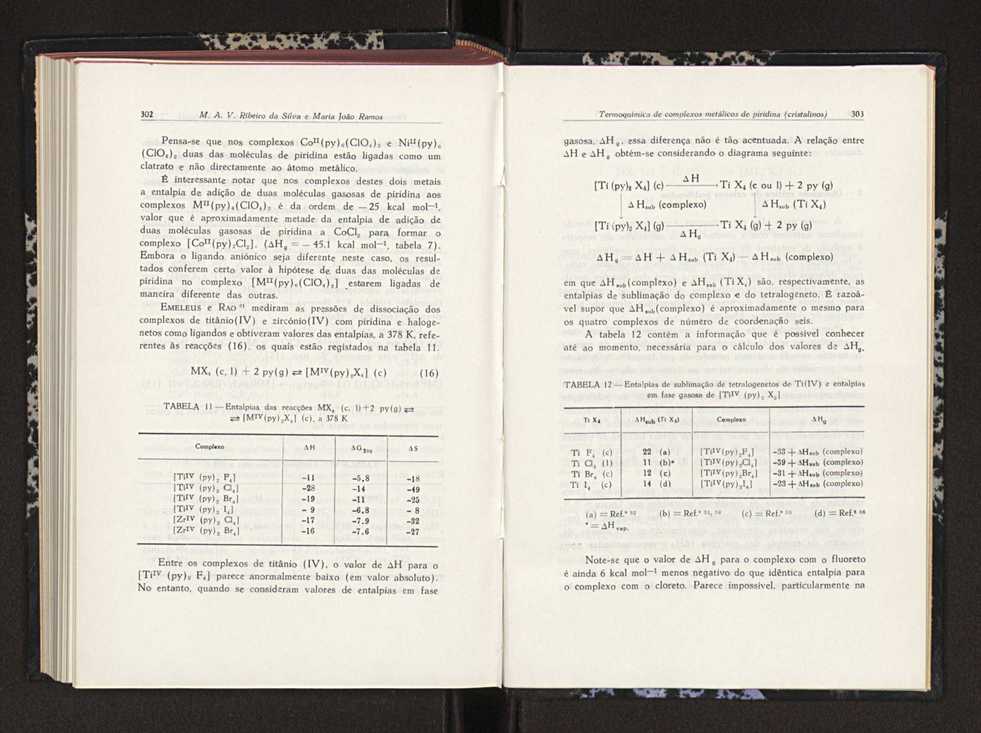 302 M. A. V. Ribeiro da Silva e Maria João Ramos
Pensa-se que nos complexos Coᴵᴵ(py)₆(ClO₄)₂ e Niᴵᴵ(py)₆
(ClO₄)₂ duas das moléculas de piridina estão ligadas como um
clatrato e não directamente ao átomo metálico.
É interessante notar que nos complexos destes dois metais
a entalpia de adição de duas moléculas gasosas de piridina aos
complexos Mᴵᴵ(py)₄(ClO₄)₂ é da ordem de — 25 kcal mol—¹,
valor que é aproximadamente metade da entalpia de adição de
duas moléculas gasosas de piridina a CoCl₂ para formar o
complexo [Coᴵᴵ(py)₂Cl₂], (ΔHg = — 45.1 kcal mol—¹, tabela 7).
Embora o ligando aniónico seja diferente neste caso, os resul-
tados conferem certo valor à hipótese de duas das moléculas de
piridina no complexo [Mᴵᴵ(py)₆(ClO₄)₂] estarem ligadas de
maneira diferente das outras.
EMELEUS e RAO ⁵¹ mediram as pressões de dissociação dos
complexos de titânio(IV) e zircónio(IV) com piridina e haloge-
netos como ligandos e obtiveram valores das entalpias, a 378 K, refe-
rentes às reacções (16), os quais estão registados na tabela 11.
MX₄ (c, l) + 2 py(g) ⇌ [Mᴵⱽ(py)₂X₄] (c) (16)
TABELA 11 — Entalpias das reacções MX₄ (c, l)+2 py(g) ⇌
⇌ [Mᴵⱽ(py)₂X₄] (c), a 378 K
Complexo ΔH ΔG₃₉₈ ΔS
[Tiᴵⱽ (py)₂ F₄] –11 –5.8 –18
[Tiᴵⱽ (py)₂ Cl₄] –28 –14 –49
[Tiᴵⱽ (py)₂ Br₄] –19 –11 –25
[Tiᴵⱽ (py)₂ I₄] – 9 –6.8 – 8
[Zrᴵⱽ (py)₂ Cl₄] –17 –7.9 –32
[Zrᴵⱽ (py)₂ Br₄] –16 –7.6 –27
Entre os complexos de titânio (IV), o valor de ΔH para o
[Tiᴵⱽ (py)₂ F₄] parece anormalmente baixo (em valor absoluto).
No entanto, quando se consideram valores de entalpias em fase
Termoquímica de complexos metálicos de piridina (cristalinos) 303
gasosa, ΔHg, essa diferença não é tão acentuada. A relação entre
ΔH e ΔHg obtém-se considerando o diagrama seguinte:
ΔH
[Ti (py)₂ X₄] (c) → Ti X₄ (c ou l) + 2 py (g)
↓ ΔHsub (complexo) ↓ ΔHsub (Ti X₄)
[Ti (py)₂ X₄] (g) → Ti X₄ (g) + 2 py (g)
ΔHg
ΔHg = ΔH + ΔHsub (Ti X₄) — ΔHsub (complexo)
em que ΔHsub(complexo) e ΔHsub (Ti X₄) são, respectivamente, as
entalpias de sublimação do complexo e do tetralogeneto. É razoá-
vel supor que ΔHsub(complexo) é aproximadamente o mesmo para
os quatro complexos de número de coordenação seis.
A tabela 12 contém a informação que é possível conhecer
até ao momento, necessária para o cálculo dos valores de ΔHg.
TABELA 12 — Entalpias de sublimação de tetralogenetos de Ti(IV) e entalpias
em fase gasosa de [Tiᴵⱽ (py)₂ X₄]
Ti X₄ ΔHsub (Ti X₄) Complexo ΔHg
Ti F₄ (c) 22 (a) [Tiᴵⱽ(py)₂F₄] –33 + ΔHsub (complexo)
Ti Cl₄ (l) 11 (b)* [Tiᴵⱽ(py)₂Cl₄] –39 + ΔHsub (complexo)
Ti Br₄ (c) 12 (c) [Tiᴵⱽ(py)₂Br₄] –31 + ΔHsub (complexo)
Ti I₄ (c) 14 (d) [Tiᴵⱽ(py)₂I₄] –23 + ΔHsub (complexo)
(a) = Ref.ª ⁵² (b) = Ref.ª (c) = Ref.ª (d) = Ref.ª
* = ΔHvap.
Note-se que o valor de ΔHg para o complexo com o fluoreto
é ainda 6 kcal mol—¹ menos negativo do que idêntica entalpia para
o complexo com o cloreto. Parece impossível, particularmente na